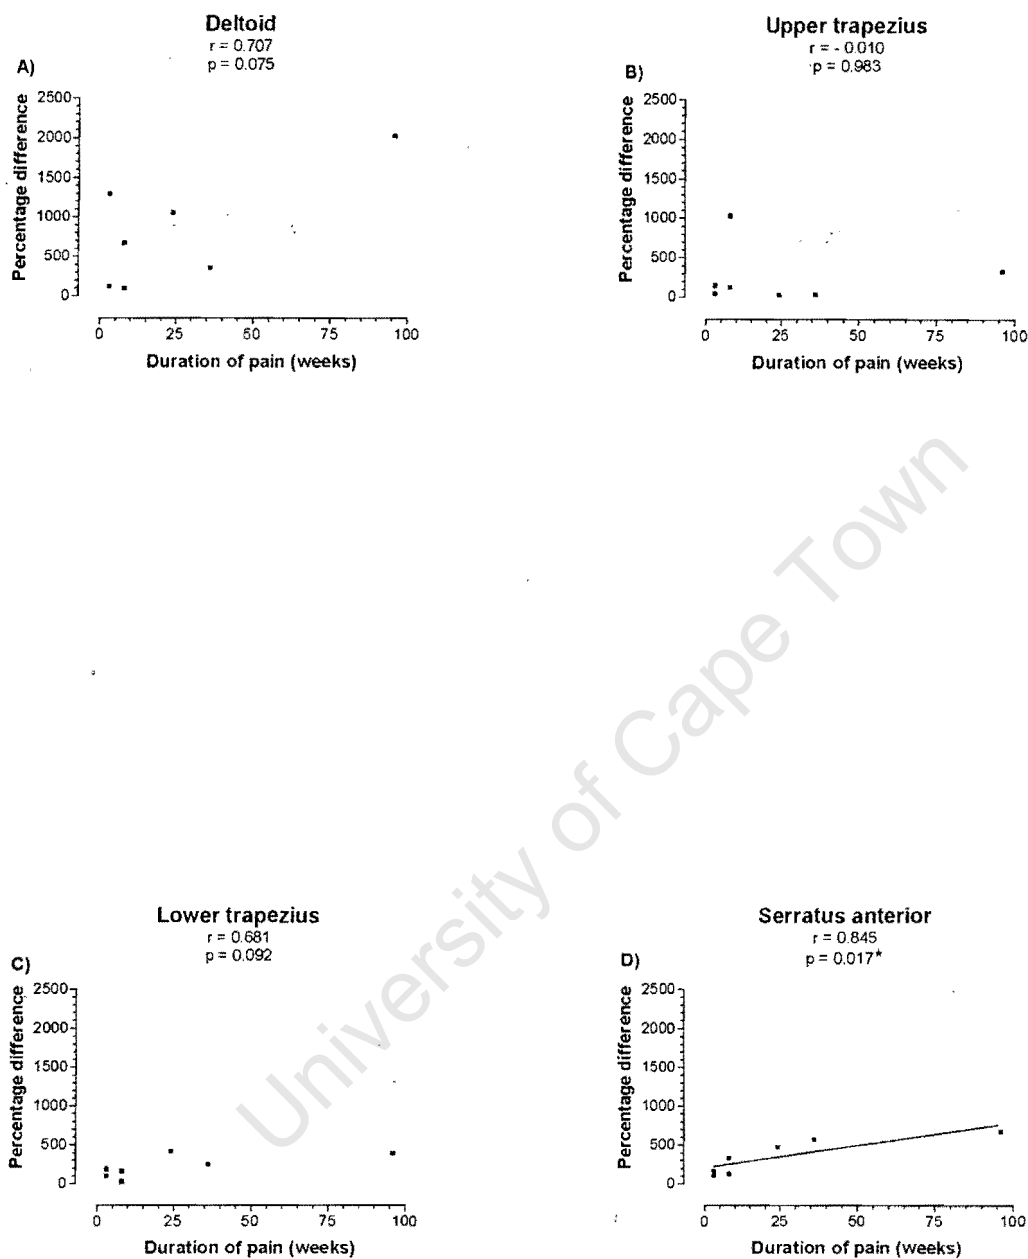 Deltoid
r = 0.707
p = 0.075
A)
Percentage difference
2500
2000
1500
1000
500
0
0 25 50 75 100
Duration of pain (weeks)
Upper trapezius
r = - 0.010
p = 0.983
B)
Percentage difference
2500
2000
1500
1000
500
0
0 25 50 75 100
Duration of pain (weeks)
Lower trapezius
r = 0.681
p = 0.092
C)
Percentage difference
2500
2000
1500
1000
500
0
0 25 50 75 100
Duration of pain (weeks)
Serratus anterior
r = 0.845
p = 0.017*
D)
Percentage difference
2500
2000
1500
1000
500
0
0 25 50 75 100
Duration of pain (weeks)
University of Cape Town